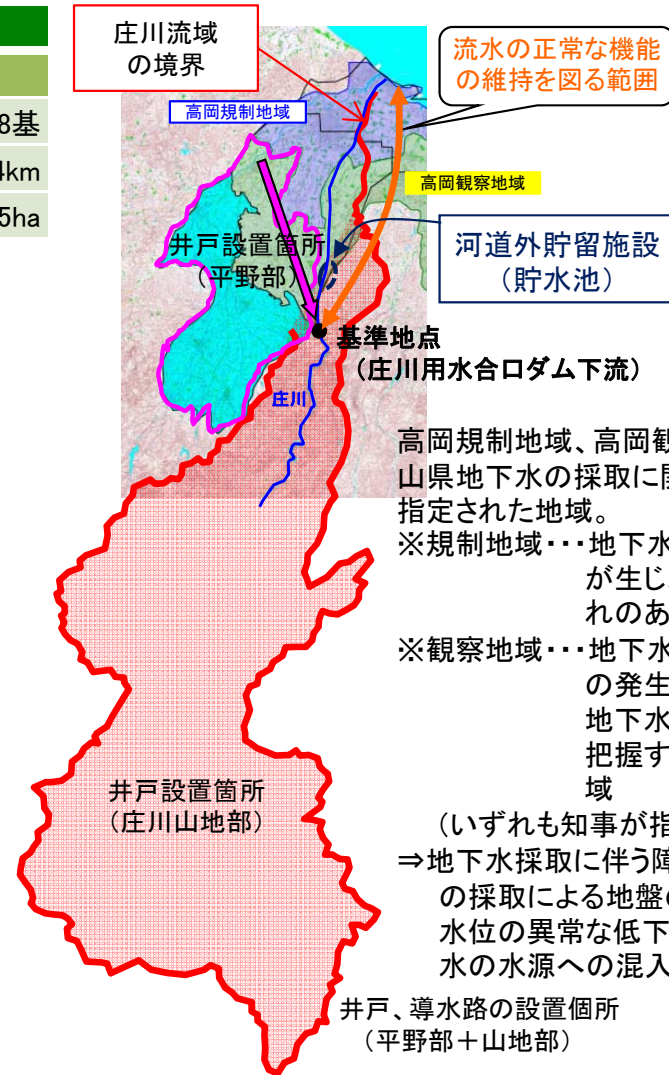 8基
4km
5ha
庄川流域
の境界
流水の正常な機能
の維持を図る範囲
高岡規制地域
高岡観察地域
井戸設置箇所
(平野部)
河道外貯留施設
(貯水池)
基準地点
(庄川用水合口ダム下流)
庄川
高岡規制地域、高岡観
山県地下水の採取に関
指定された地域。
※規制地域・・・地下水
が生じ
れのあ
※観察地域・・・地下水
の発生
地下水
把握す
域
(いずれも知事が指
⇒地下水採取に伴う障
の採取による地盤の
水位の異常な低下
水の水源への混入
井戸設置箇所
(庄川山地部)
井戸、導水路の設置個所
(平野部+山地部)